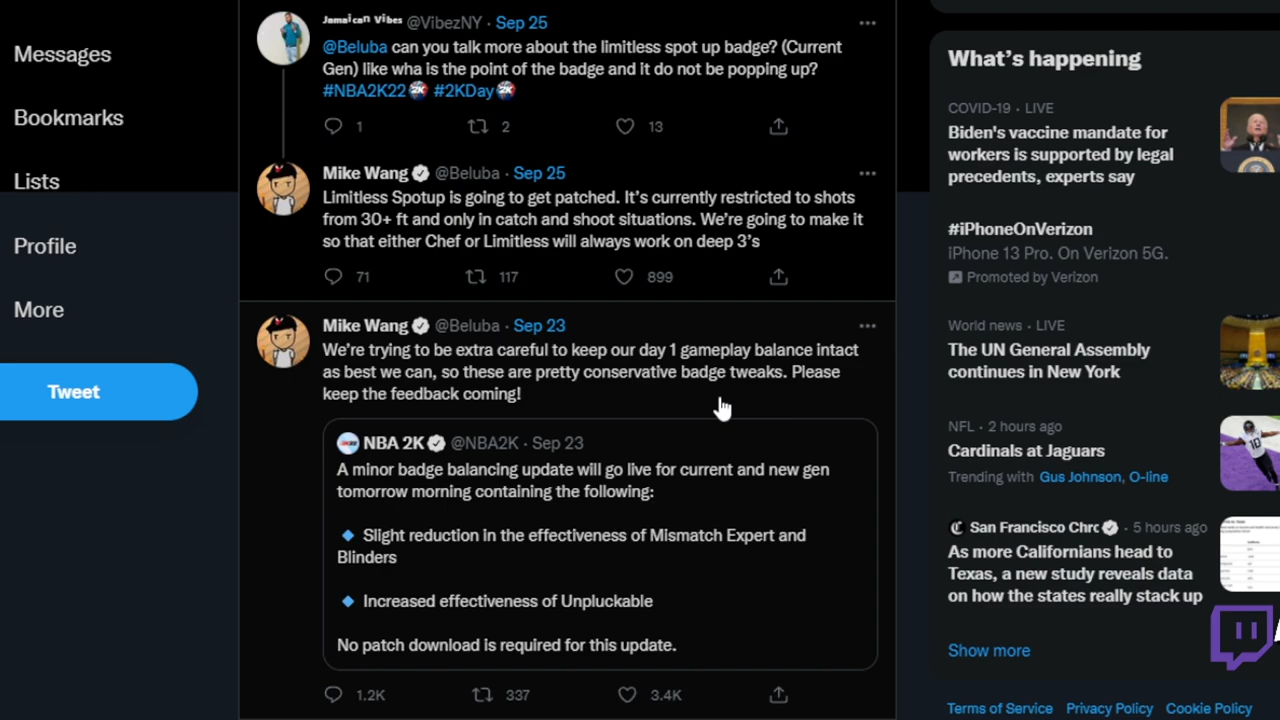 Messages
Bookmarks
Lists
Profile
More
Tweet
Jamaican Vibes @VibezNY · Sep 25
@Beluba can you talk more about the limitless spot up badge? (Current
Gen) like wha is the point of the badge and it do not be popping up?
#NBA2K22 #2KDay
1 2 13
Mike Wang @Beluba · Sep 25
Limitless Spotup is going to get patched. It's currently restricted to shots
from 30+ ft and only in catch and shoot situations. We're going to make it
so that either Chef or Limitless will always work on deep 3's
71 117 899
Mike Wang @Beluba · Sep 23
We're trying to be extra careful to keep our day 1 gameplay balance intact
as best we can, so these are pretty conservative badge tweaks. Please
keep the feedback coming!
NBA 2K @NBA2K · Sep 23
A minor badge balancing update will go live for current and new gen
tomorrow morning containing the following:
Slight reduction in the effectiveness of Mismatch Expert and
Blinders
Increased effectiveness of Unpluckable
No patch download is required for this update.
1.2K 337 3.4K
What's happening
COVID-19 · LIVE
Biden's vaccine mandate for
workers is supported by legal
precedents, experts say
#iPhoneOnVerizon
iPhone 13 Pro. On Verizon 5G.
Promoted by Verizon
World news · LIVE
The UN General Assembly
continues in New York
NFL · 2 hours ago
Cardinals at Jaguars
Trending with Gus Johnson, O-line
San Francisco Chrc · 5 hours ago
As more Californians head to
Texas, a new study reveals data
on how the states really stack up
Show more
Terms of Service Privacy Policy Cookie Policy